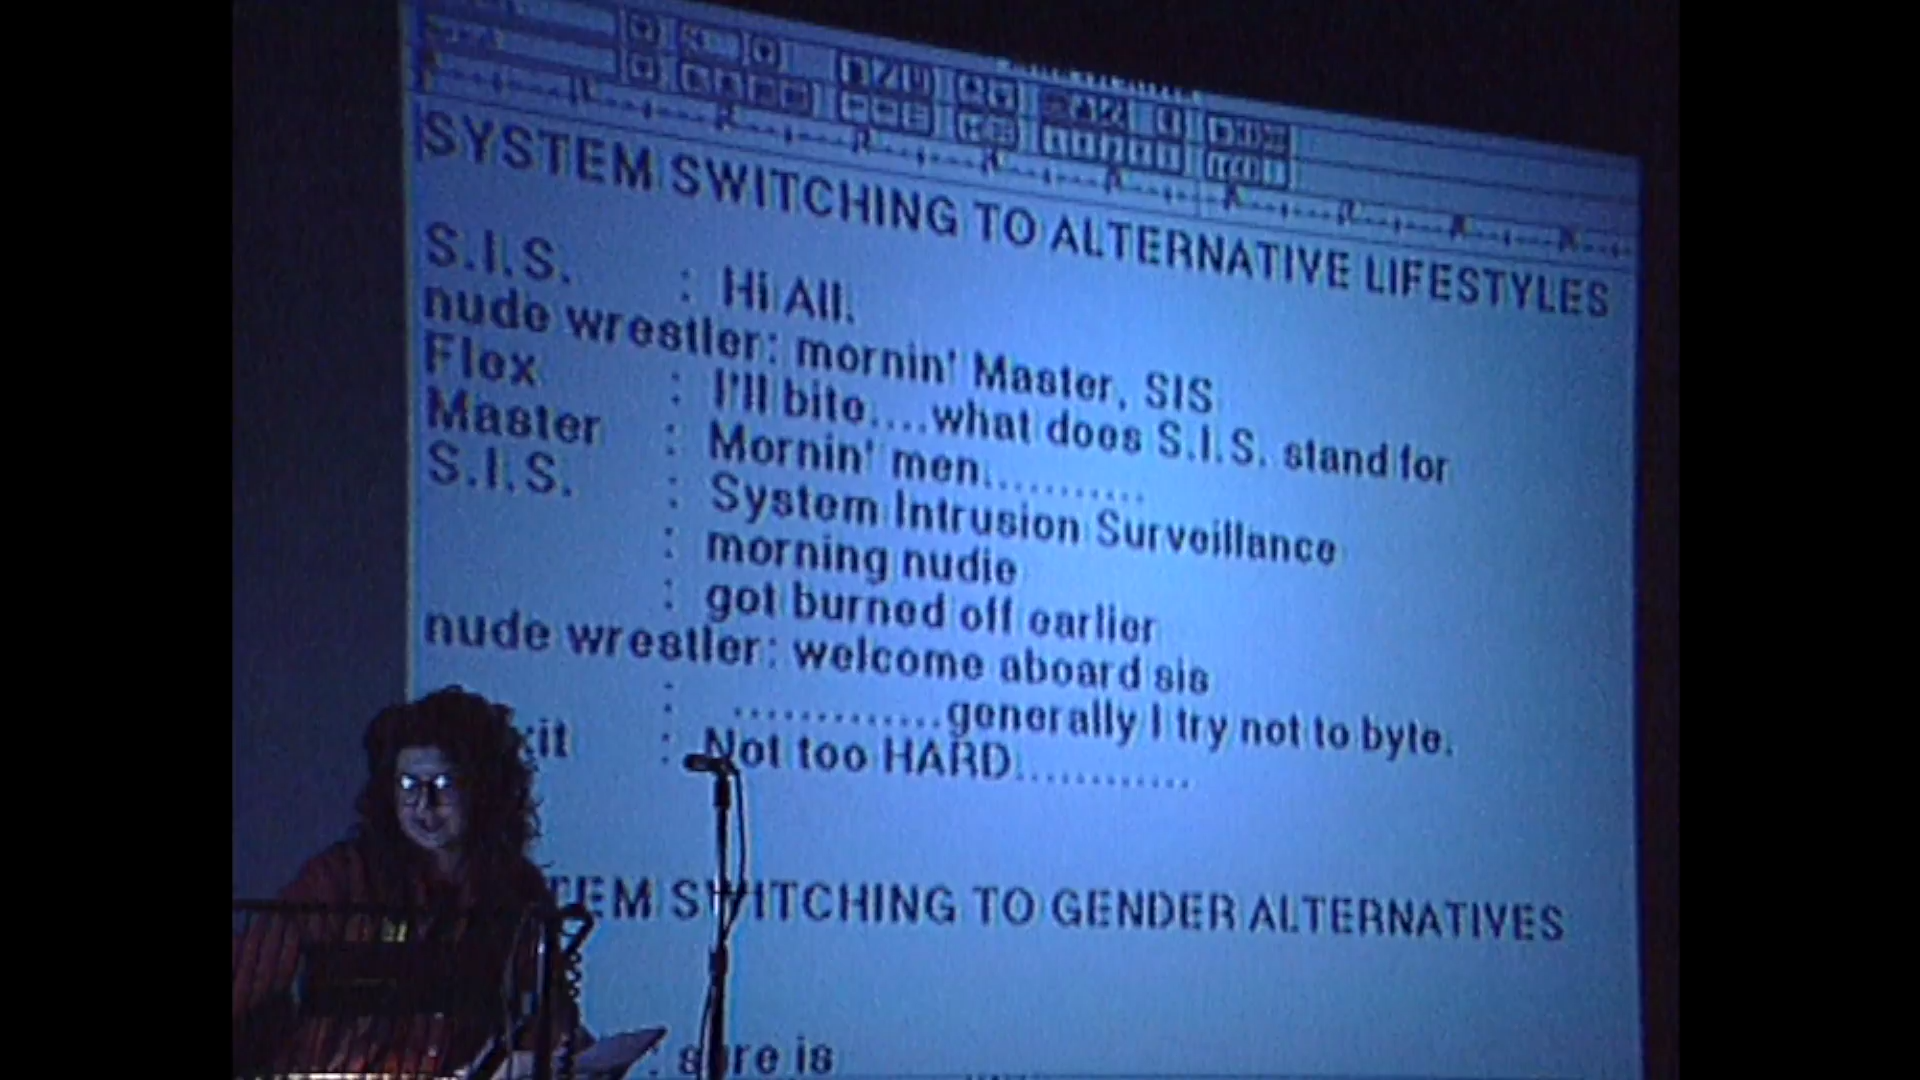 SYSTEM SWITCHING TO ALTERNATIVE LIFESTYLES
S.I.S. : Hi All.
nude wrestler: mornin' Master, SIS
Flex : I'll bite....what does S.I.S. stand for
Master : Mornin' men...........
S.I.S. : System Intrusion Surveillance
: morning nudie
: got burned off earlier
nude wrestler: welcome aboard sis
: ..............generally I try not to byte.
: Not too HARD............
SWITCHING TO GENDER ALTERNATIVES
: sure is